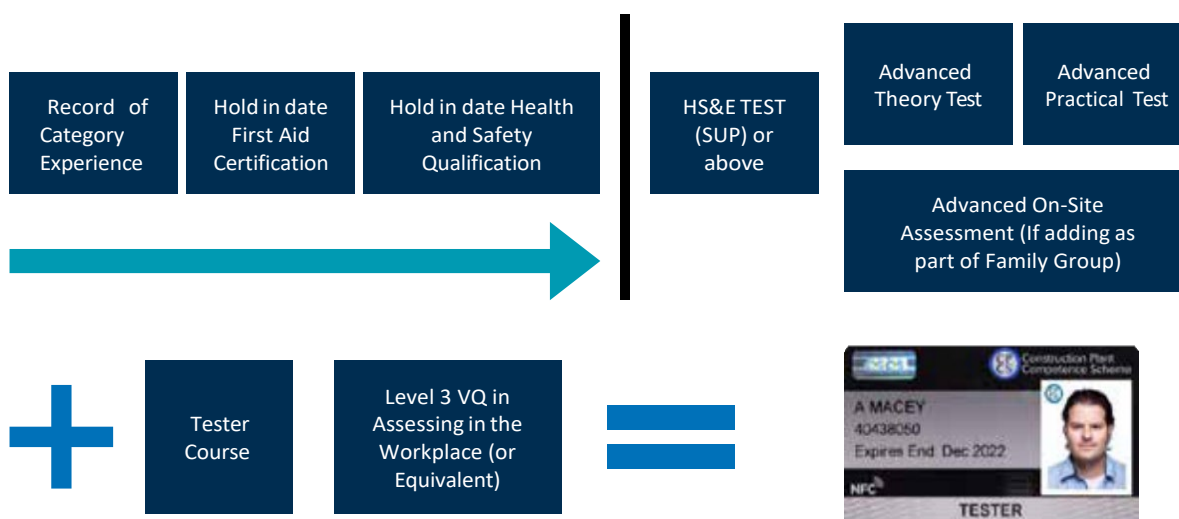 Record of
Category
Experience
Hold in date
First Aid
Certification
Hold in date Health
and Safety
Qualification
HS&E TEST
(SUP) or
above
Advanced
Theory Test
Advanced
Practical Test
Advanced On-Site
Assessment (If adding as
part of Family Group)
Tester
Course
Level 3 VQ in
Assessing in the
Workplace (or
Equivalent)
Construction Plant
Competence Scheme
A MACEY
40438050
Expires End Dec 2022
NFC
TESTER